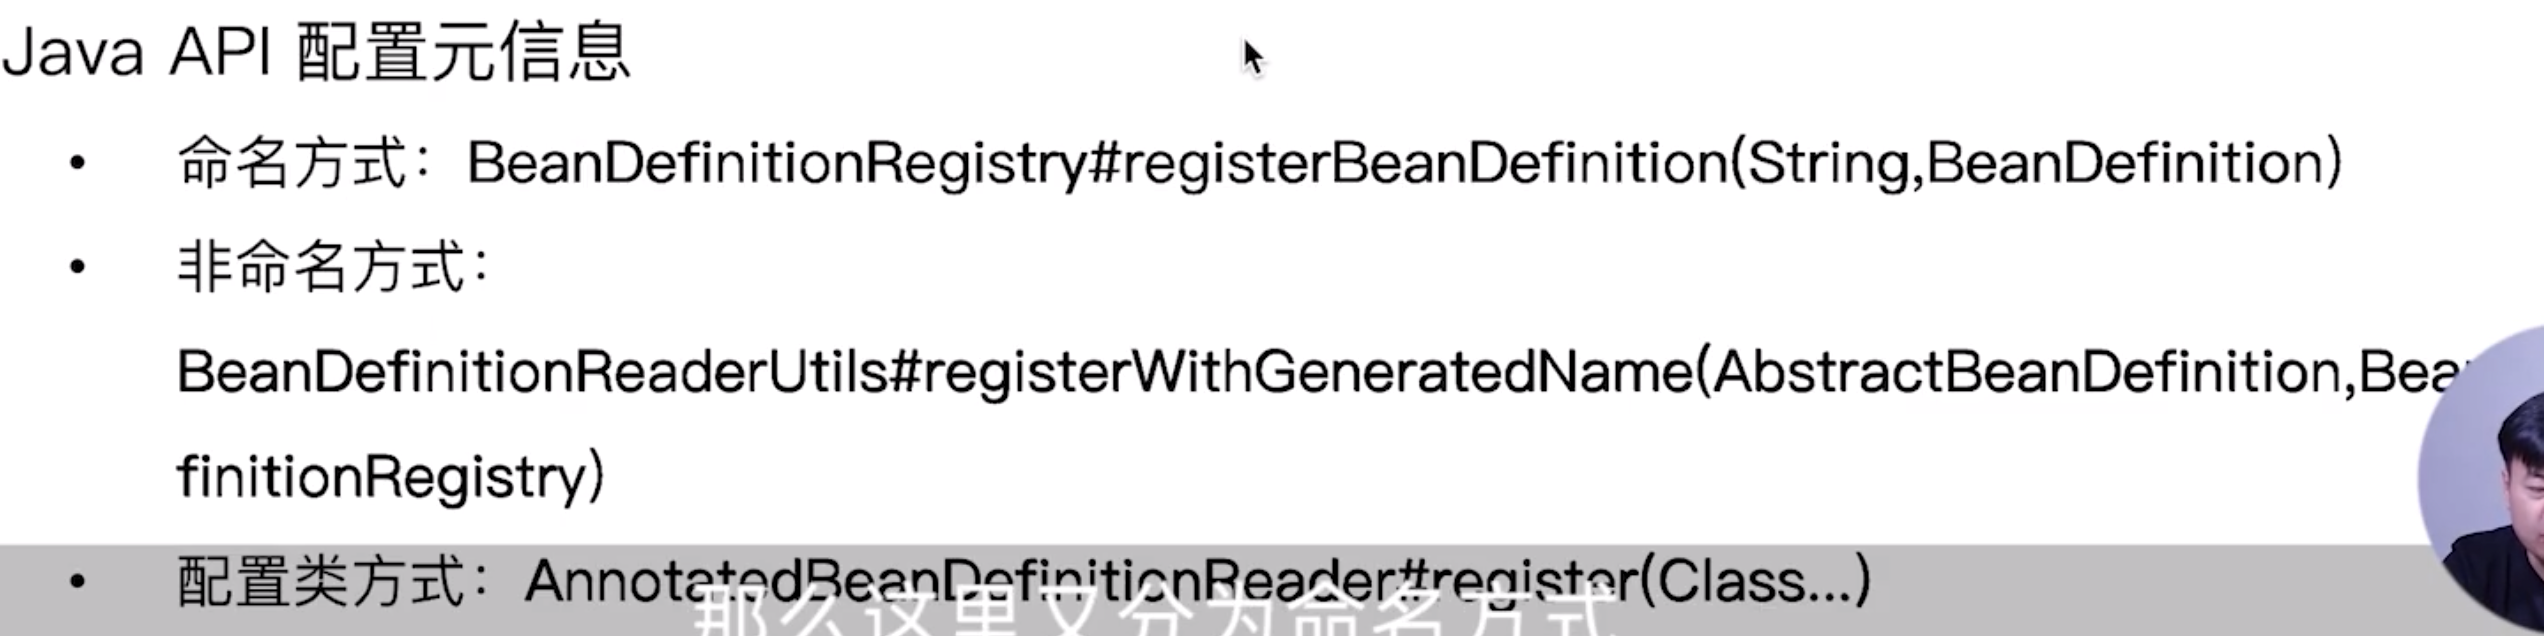 Java API 配置元信息
• 命名方式：BeanDefinitionRegistry#registerBeanDefinition(String,BeanDefinition)
• 非命名方式：
BeanDefinitionReaderUtils#registerWithGeneratedName(AbstractBeanDefinition,Bea
finitionRegistry)
• 配置类方式：AnnotatedBeanDefinitionReader#register(Class...)
那么这里又分为命名方式